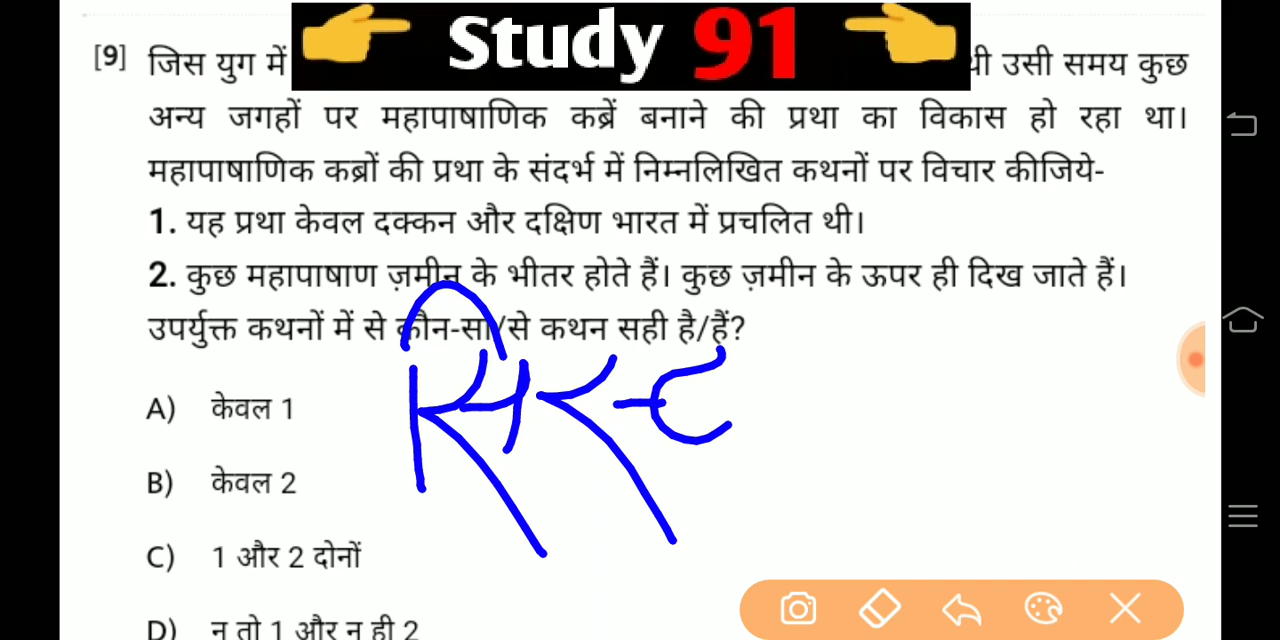 Study 91
[9] जिस युग में थी उसी समय कुछ
अन्य जगहों पर महापाषाणिक कब्रें बनाने की प्रथा का विकास हो रहा था।
महापाषाणिक कब्रों की प्रथा के संदर्भ में निम्नलिखित कथनों पर विचार कीजिये-
1. यह प्रथा केवल दक्कन और दक्षिण भारत में प्रचलित थी।
2. कुछ महापाषाण ज़मीन के भीतर होते हैं। कुछ ज़मीन के ऊपर ही दिख जाते हैं।
उपर्युक्त कथनों में से कौन-सा/से कथन सही है/हैं?
A) केवल 1
B) केवल 2
C) 1 और 2 दोनों
D) न तो 1 और न ही 2